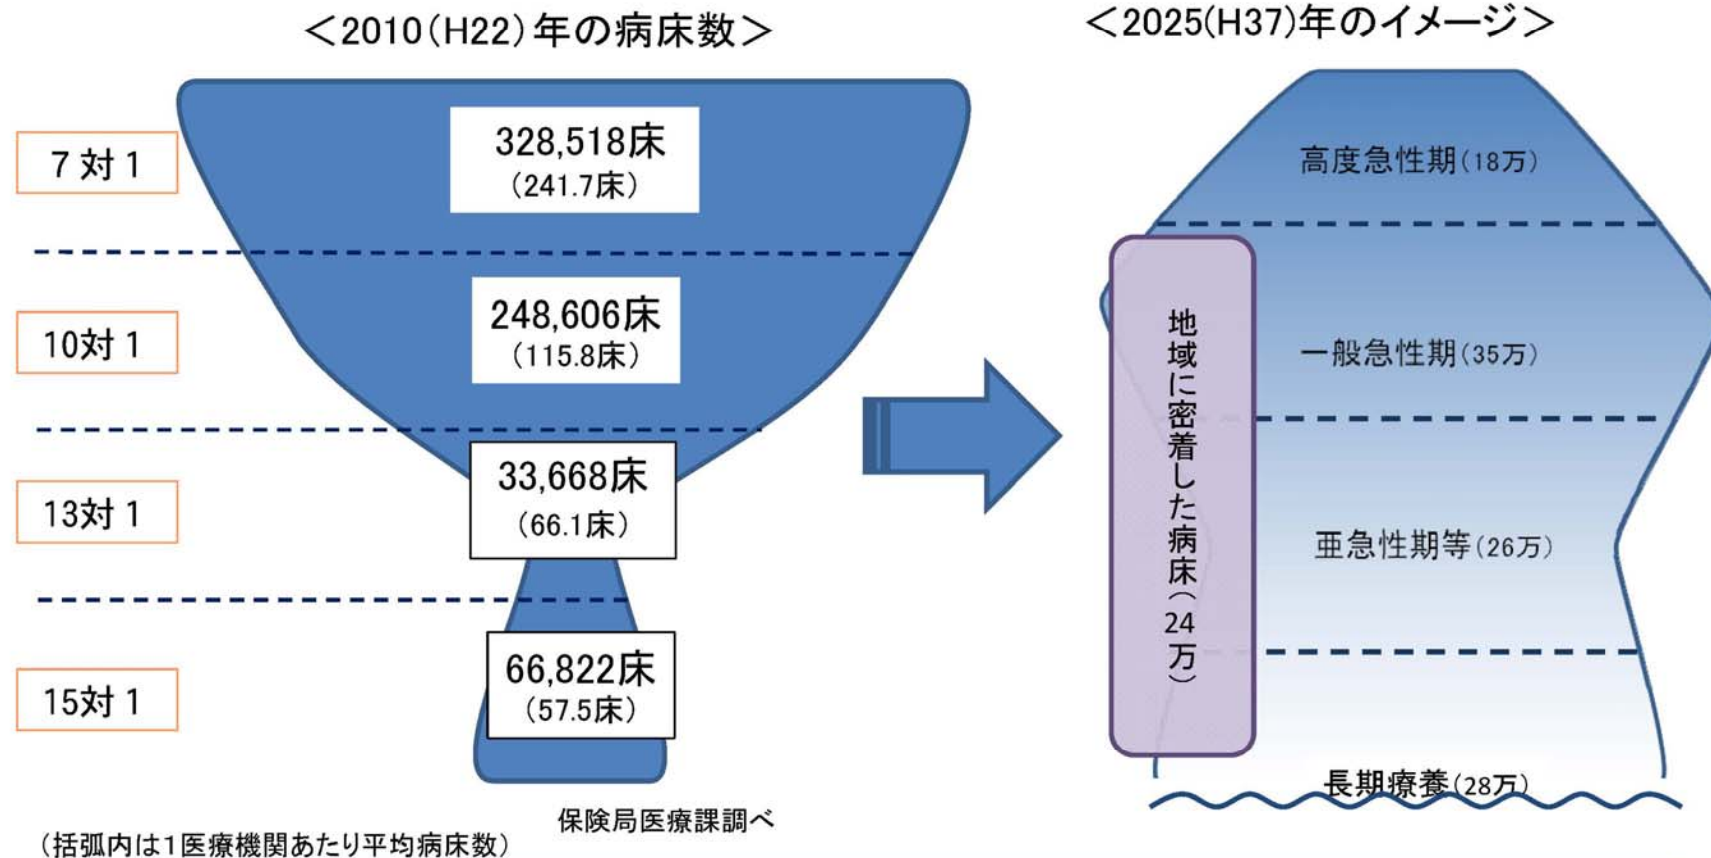 ＜2010(H22)年の病床数＞
7対1
328,518床
(241.7床)
10対1
248,606床
(115.8床)
13対1
33,668床
(66.1床)
15対1
66,822床
(57.5床)
保険局医療課調べ
(括弧内は1医療機関あたり平均病床数)
＜2025(H37)年のイメージ＞
高度急性期(18万)
一般急性期(35万)
亜急性期等(26万)
長期療養(28万)
地域に密着した病床(24万)